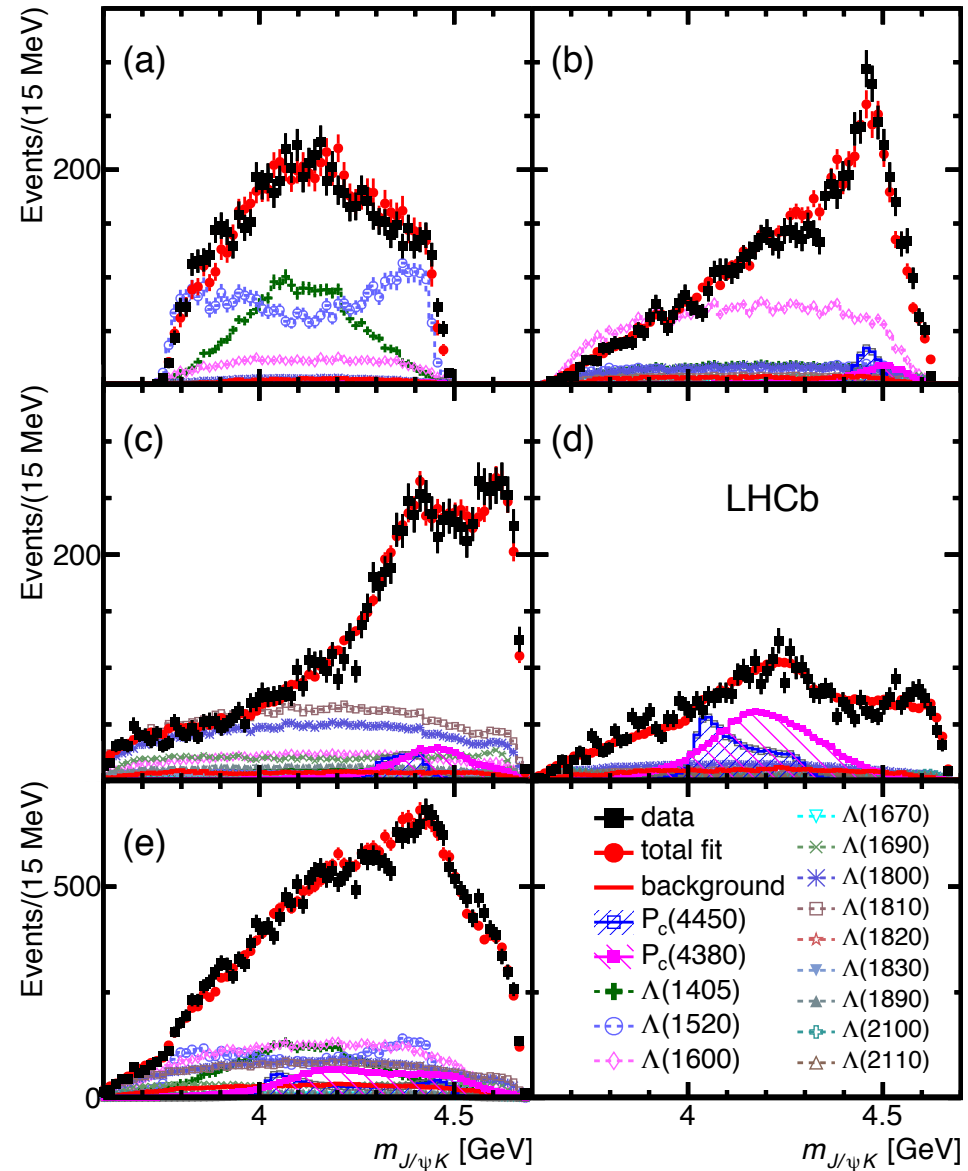 Events/(15 MeV)
(a)
200
(b)
Events/(15 MeV)
(c)
200
(d)
LHCb
Events/(15 MeV)
(e)
500
0
4
4.5
m_{J/ψK} [GeV]
data
total fit
background
P_c(4450)
P_c(4380)
Λ(1405)
Λ(1520)
Λ(1600)
Λ(1670)
Λ(1690)
Λ(1800)
Λ(1810)
Λ(1820)
Λ(1830)
Λ(1890)
Λ(2100)
Λ(2110)
4
4.5
m_{J/ψK} [GeV]